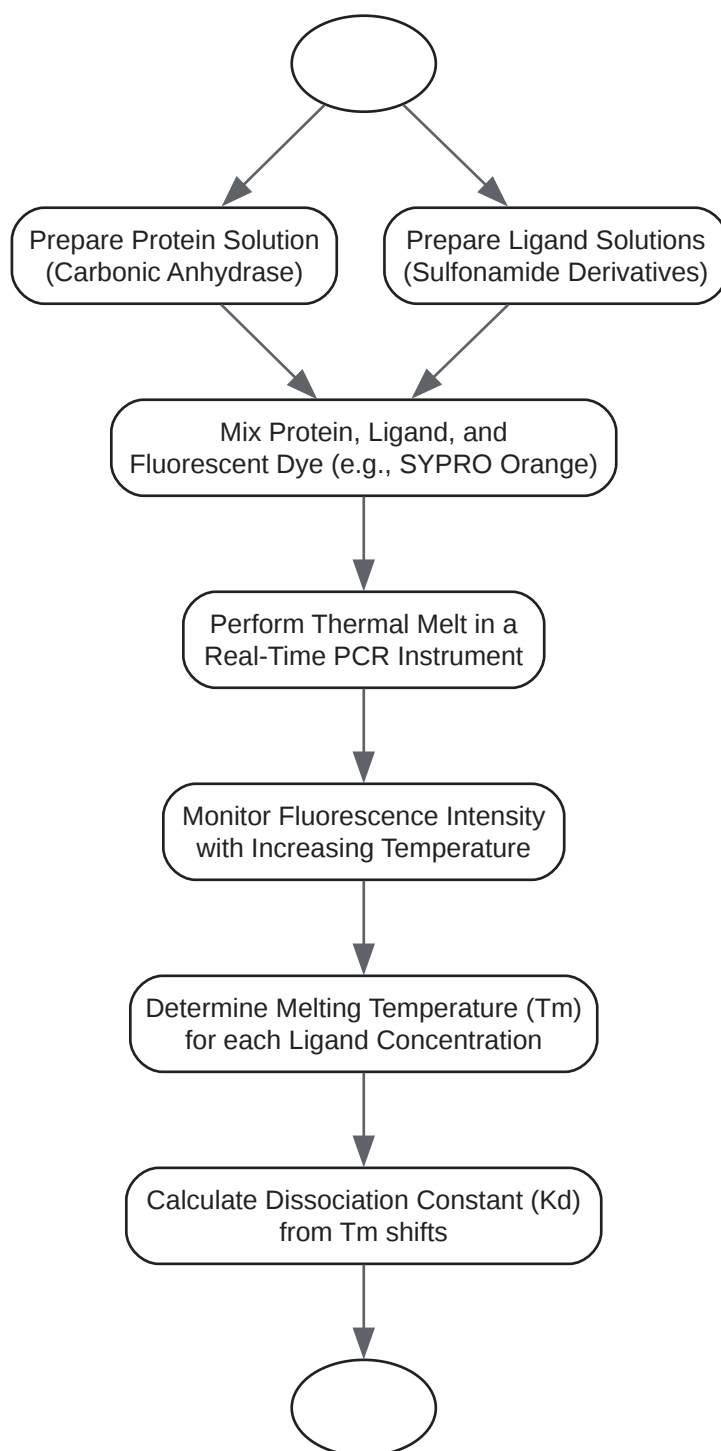 Prepare Protein Solution
(Carbonic Anhydrase)
Prepare Ligand Solutions
(Sulfonamide Derivatives)
Mix Protein, Ligand, and
Fluorescent Dye (e.g., SYPRO Orange)
Perform Thermal Melt in a
Real-Time PCR Instrument
Monitor Fluorescence Intensity
with Increasing Temperature
Determine Melting Temperature (Tm)
for each Ligand Concentration
Calculate Dissociation Constant (Kd)
from Tm shifts